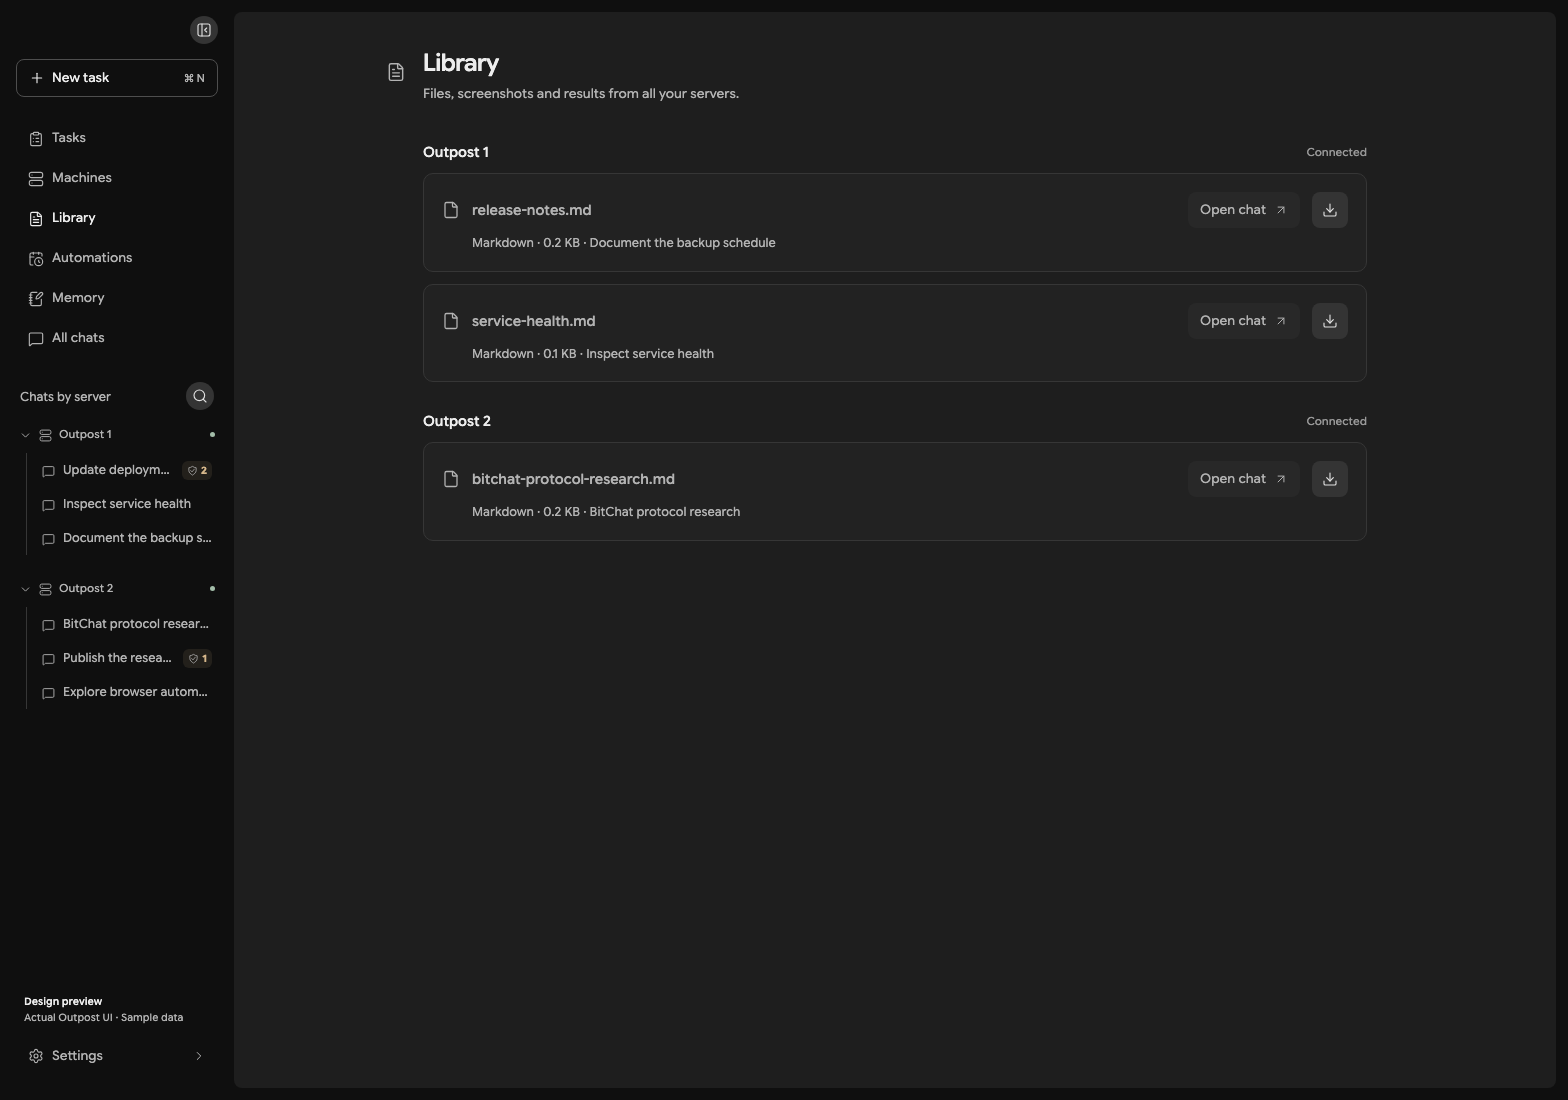 New task
⌘ N
Tasks
Machines
Library
Automations
Memory
All chats
Chats by server
Outpost 1
Update deploym...
2
Inspect service health
Document the backup s...
Outpost 2
BitChat protocol resear...
Publish the resea...
1
Explore browser autom...
Design preview
Actual Outpost UI · Sample data
Settings
Library
Files, screenshots and results from all your servers.
Outpost 1
Connected
release-notes.md
Open chat
Markdown · 0.2 KB · Document the backup schedule
service-health.md
Open chat
Markdown · 0.1 KB · Inspect service health
Outpost 2
Connected
bitchat-protocol-research.md
Open chat
Markdown · 0.2 KB · BitChat protocol research